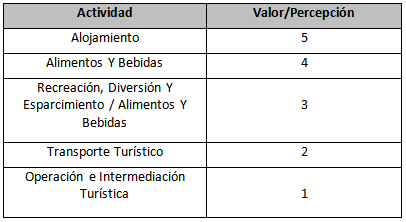 Actividad Valor/Percepción
Alojamiento 5
Alimentos Y Bebidas 4
Recreación, Diversión Y
Esparcimiento / Alimentos Y 3
Bebidas
Transporte Turístico 2
Operación e Intermediación
Turística 1